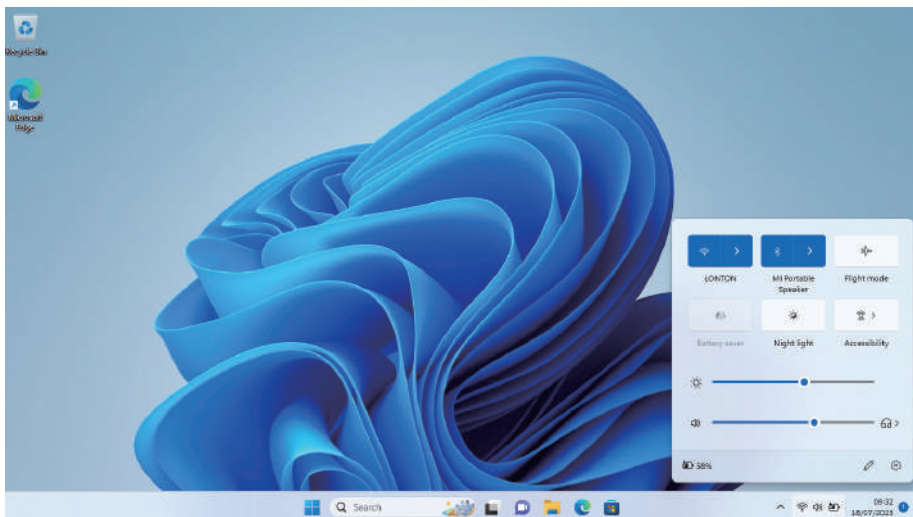 Recycle Bin
Microsoft
Edge
LONTON
MI Portable
Speaker
Flight mode
Battery saver
Night light
Accessibility
58%
Search
08:32
18/07/2023